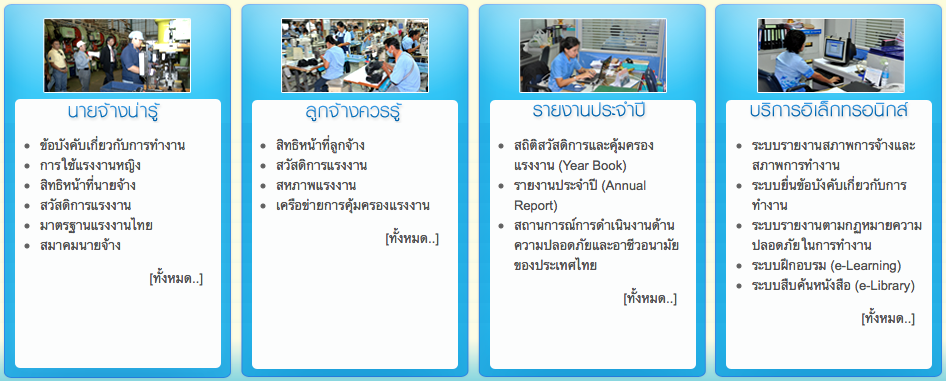 นายจ้างน่ารู้
ข้อบังคับเกี่ยวกับการทำงาน
การใช้แรงงานหญิง
สิทธิหน้าที่นายจ้าง
สวัสดิการแรงงาน
มาตรฐานแรงงานไทย
สมาคมนายจ้าง
[ทั้งหมด..]
ลูกจ้างควรรู้
สิทธิหน้าที่ลูกจ้าง
สวัสดิการแรงงาน
สหภาพแรงงาน
เครือข่ายการคุ้มครองแรงงาน
[ทั้งหมด..]
รายงานประจำปี
สถิติสวัสดิการและคุ้มครอง
แรงงาน (Year Book)
รายงานประจำปี (Annual
Report)
สถานการณ์การดำเนินงานด้าน
ความปลอดภัยและอาชีวอนามัย
ของประเทศไทย
[ทั้งหมด..]
บริการอิเล็กทรอนิกส์
ระบบรายงานสภาพการจ้างและ
สภาพการทำงาน
ระบบยื่นข้อบังคับเกี่ยวกับการ
ทำงาน
ระบบรายงานตามกฎหมายความ
ปลอดภัยในการทำงาน
ระบบฝึกอบรม (e-Learning)
ระบบสืบค้นหนังสือ (e-Library)
[ทั้งหมด..]